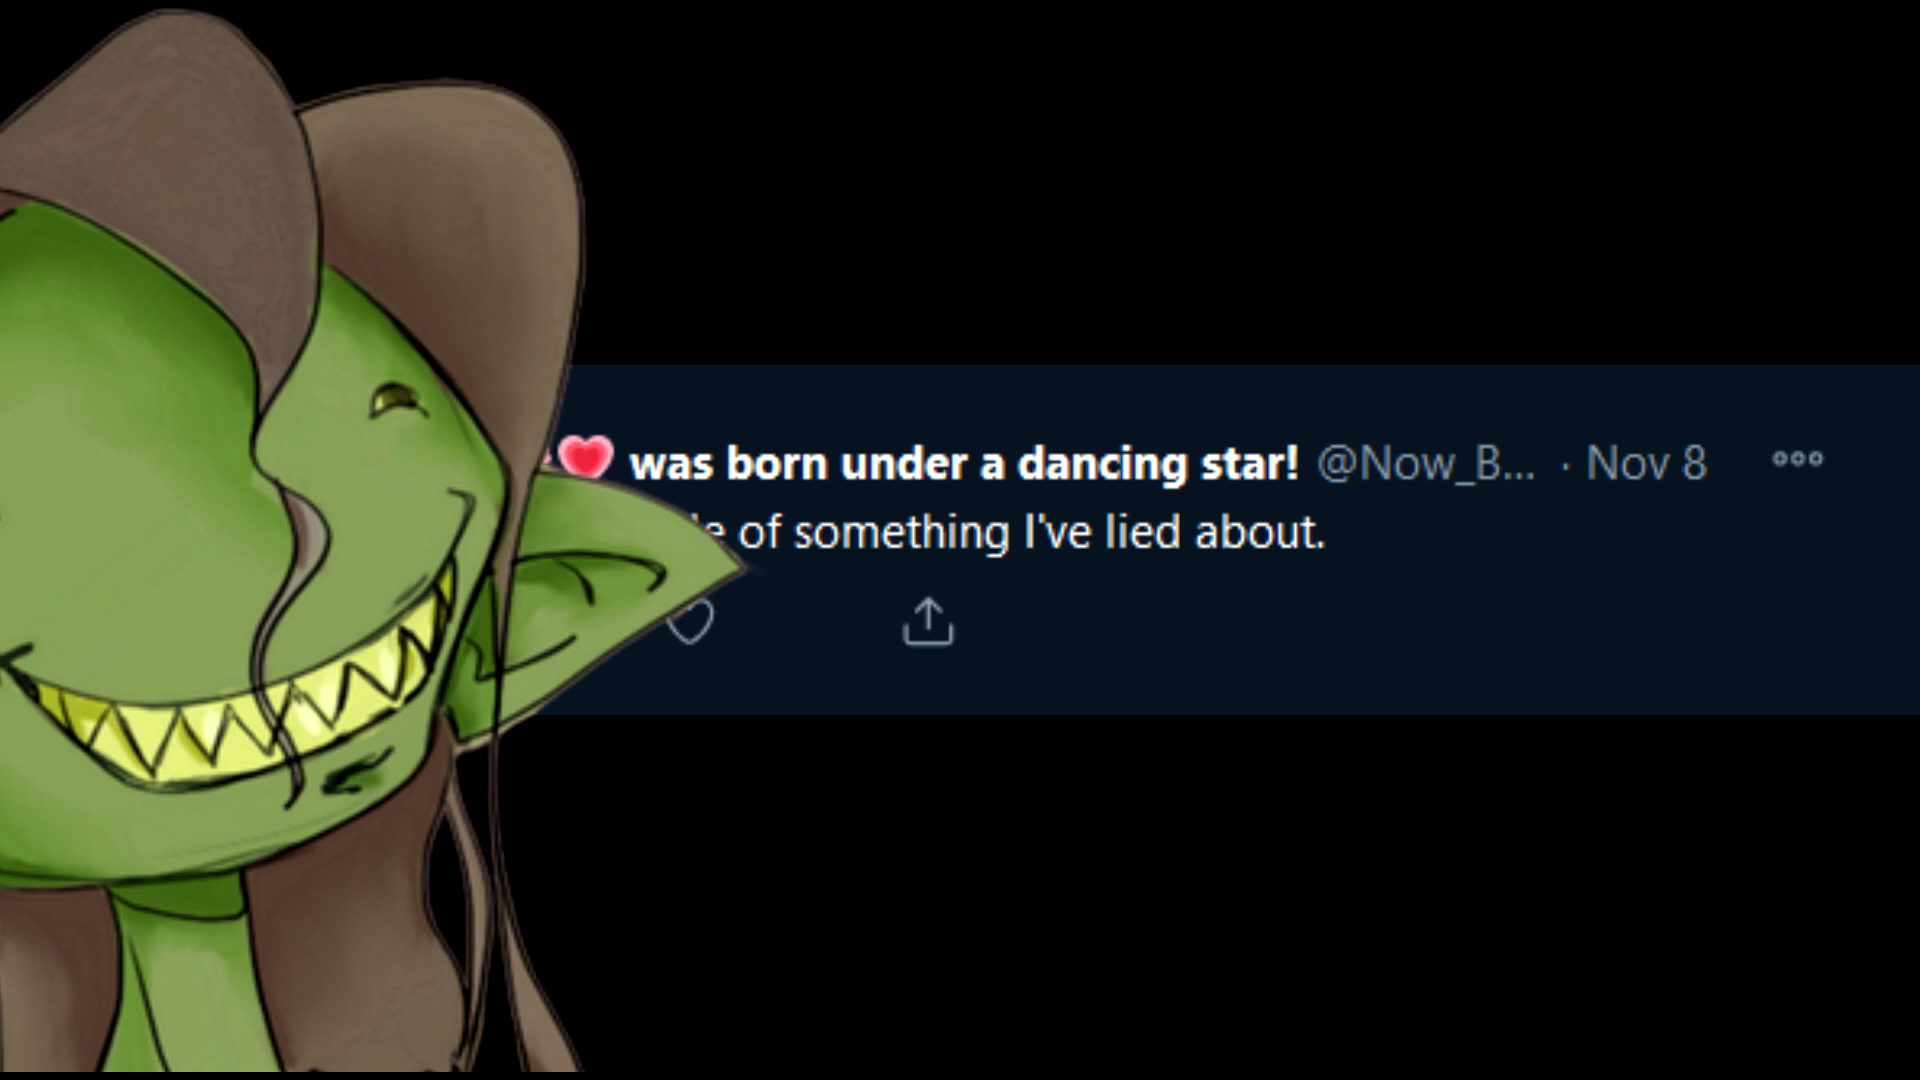 ❤ was born under a dancing star! @Now_B... · Nov 8
of something I've lied about.